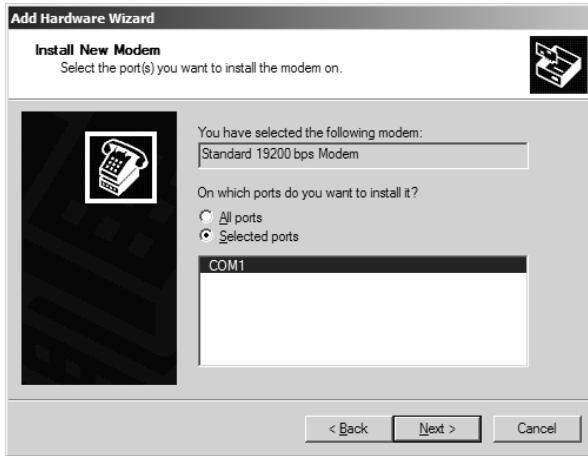 Add Hardware Wizard
Install New Modem
Select the port(s) you want to install the modem on.
You have selected the following modem:
Standard 19200 bps Modem
On which ports do you want to install it?
All ports
Selected ports
COM1
< Back Next > Cancel